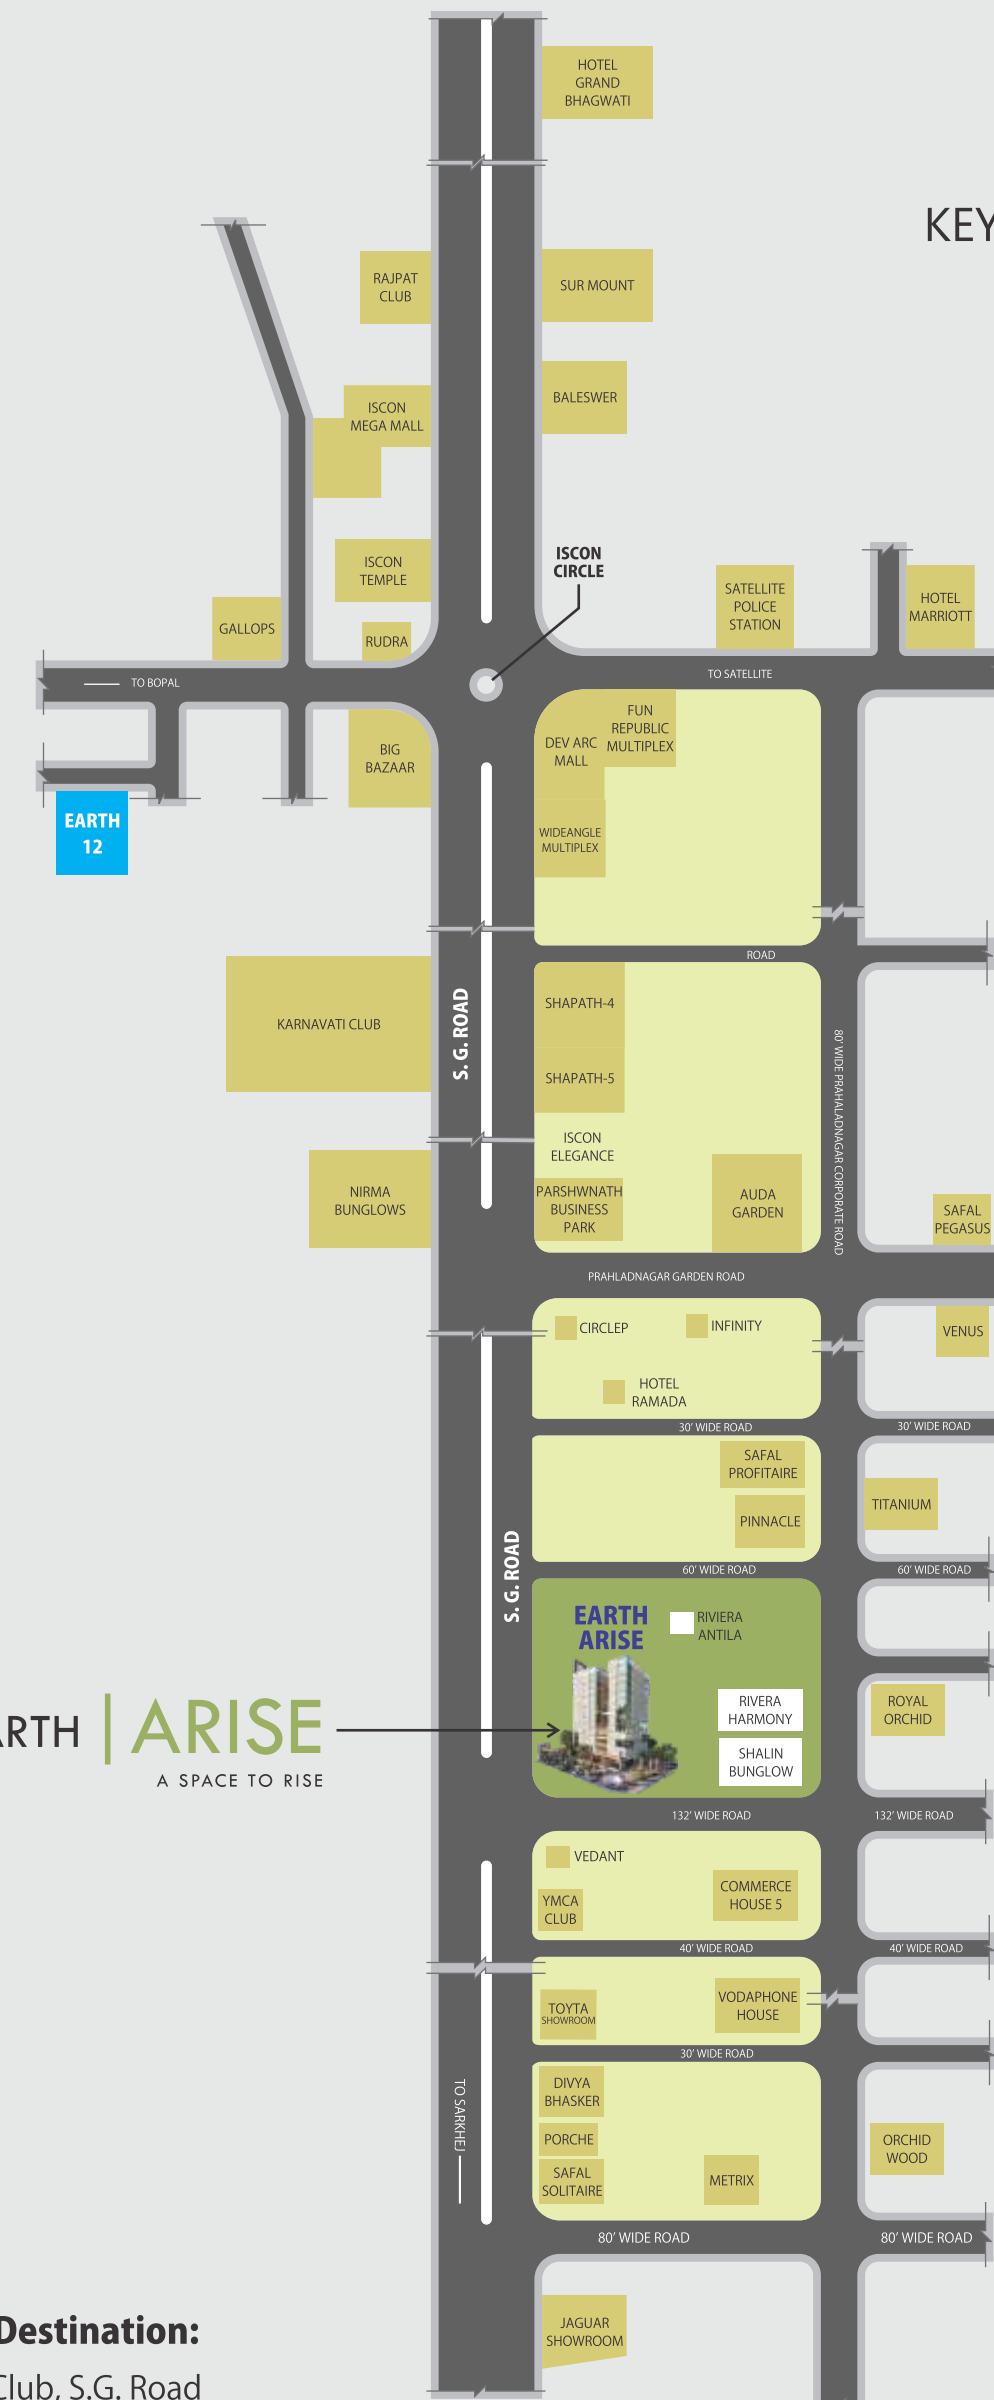 HOTEL
GRAND
BHAGWATI
KEY
RAJPAT
CLUB
SUR MOUNT
ISCON
MEGA MALL
BALESWER
ISCON
CIRCLE
ISCON
TEMPLE
SATELLITE
POLICE
STATION
HOTEL
MARRIOTT
GALLOPS
RUDRA
TO BOPAL
TO SATELLITE
FUN
REPUBLIC
MULTIPLEX
DEV ARC
MALL
BIG
BAZAAR
EARTH
12
WIDEANGLE
MULTIPLEX
ROAD
KARNAVATI CLUB
S. G. ROAD
SHAPATH-4
SHAPATH-5
80' WIDE PRAHALADNAGAR CORPORATE ROAD
ISCON
ELEGANCE
NIRMA
BUNGLOWS
PARSHWNATH
BUSINESS
PARK
AUDA
GARDEN
SAFAL
PEGASUS
PRAHLADNAGAR GARDEN ROAD
CIRCLEP
INFINITY
VENUS
HOTEL
RAMADA
30' WIDE ROAD
30' WIDE ROAD
SAFAL
PROFITAIRE
PINNACLE
TITANIUM
S. G. ROAD
60' WIDE ROAD
60' WIDE ROAD
EARTH
ARISE
RIVIERA
ANTILA
RIVERA
HARMONY
SHALIN
BUNGLOW
ROYAL
ORCHID
ARTH | ARISE
A SPACE TO RISE
132' WIDE ROAD
132' WIDE ROAD
VEDANT
YMCA
CLUB
COMMERCE
HOUSE 5
40' WIDE ROAD
40' WIDE ROAD
TOYTA
SHOWROOM
VODAPHONE
HOUSE
30' WIDE ROAD
TO SARKHEJ
DIVYA
BHASKER
PORCHE
SAFAL
SOLITAIRE
METRIX
ORCHID
WOOD
80' WIDE ROAD
80' WIDE ROAD
JAGUAR
SHOWROOM
Destination:
Club, S.G. Road